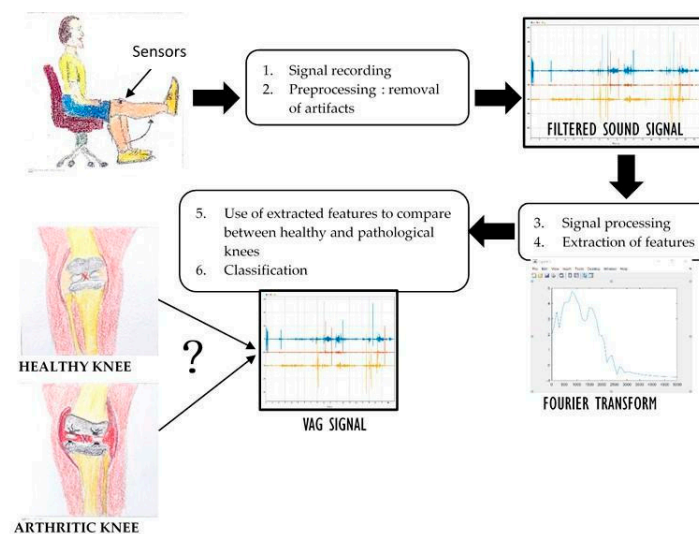 Sensors
1. Signal recording
2. Preprocessing : removal
of artifacts
FILTERED SOUND SIGNAL
3. Signal processing
4. Extraction of features
5. Use of extracted features to compare
between healthy and pathological
knees
6. Classification
HEALTHY KNEE
?
VAG SIGNAL
FOURIER TRANSFORM
ARTHRITIC KNEE